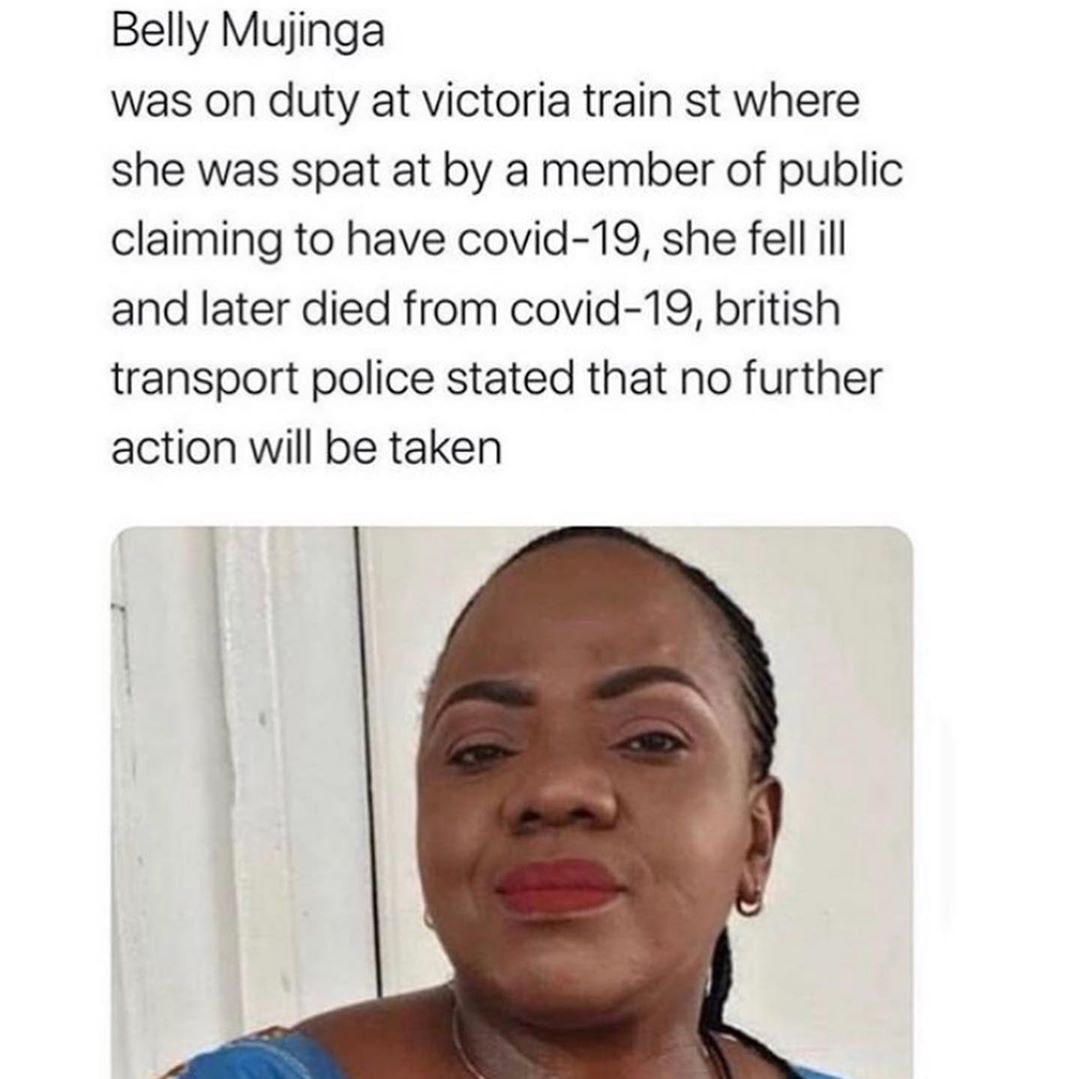 Belly Mujinga
was on duty at victoria train st where
she was spat at by a member of public
claiming to have covid-19, she fell ill
and later died from covid-19, british
transport police stated that no further
action will be taken